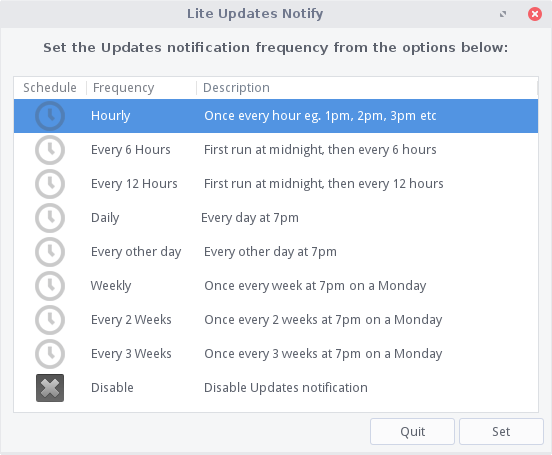 Lite Updates Notify
Set the Updates notification frequency from the options below:
Schedule Frequency Description
Hourly Once every hour eg. 1pm, 2pm, 3pm etc
Every 6 Hours First run at midnight, then every 6 hours
Every 12 Hours First run at midnight, then every 12 hours
Daily Every day at 7pm
Every other day Every other day at 7pm
Weekly Once every week at 7pm on a Monday
Every 2 Weeks Once every 2 weeks at 7pm on a Monday
Every 3 Weeks Once every 3 weeks at 7pm on a Monday
Disable Disable Updates notification
Quit Set